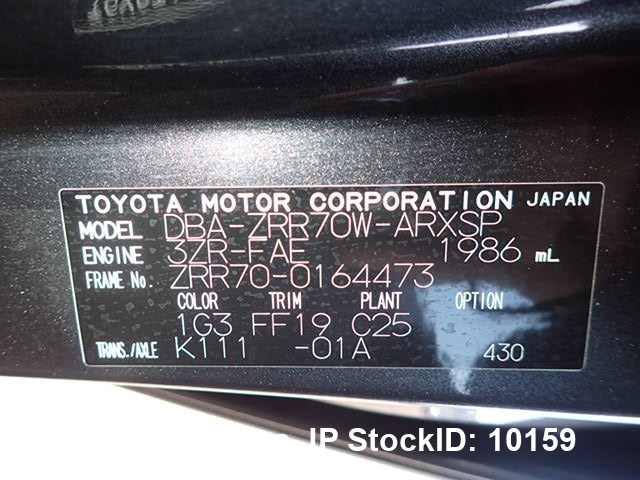 TOYOTA MOTOR CORPORATION JAPAN
MODEL DBA-ZRR70W-ARXSP
ENGINE 3ZR-FAE 1986 mL
FRAME No. ZRR70-0164473
COLOR TRIM PLANT OPTION
1G3 FF19 C25
TRANS./AXLE K111 -01A 430
JP StockID: 10159